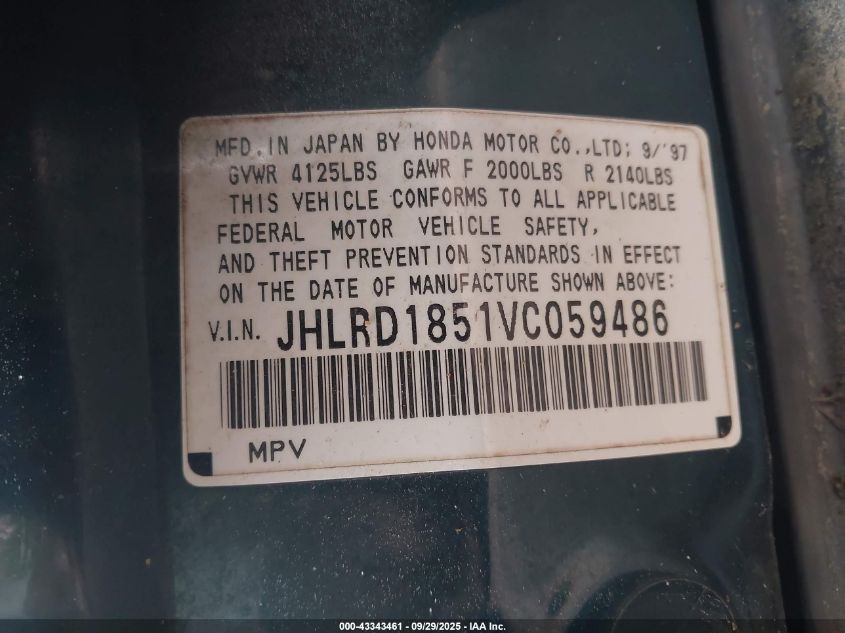 MFD. IN JAPAN BY HONDA MOTOR CO.,LTD; 9/'97
GVWR 4125LBS GAWR F 2000LBS R 2140LBS
THIS VEHICLE CONFORMS TO ALL APPLICABLE
FEDERAL MOTOR VEHICLE SAFETY,
AND THEFT PREVENTION STANDARDS IN EFFECT
ON THE DATE OF MANUFACTURE SHOWN ABOVE:
V.I.N. JHLRD1851VC059486
MPV
000-43343461 - 09/29/2025 - IAA Inc.